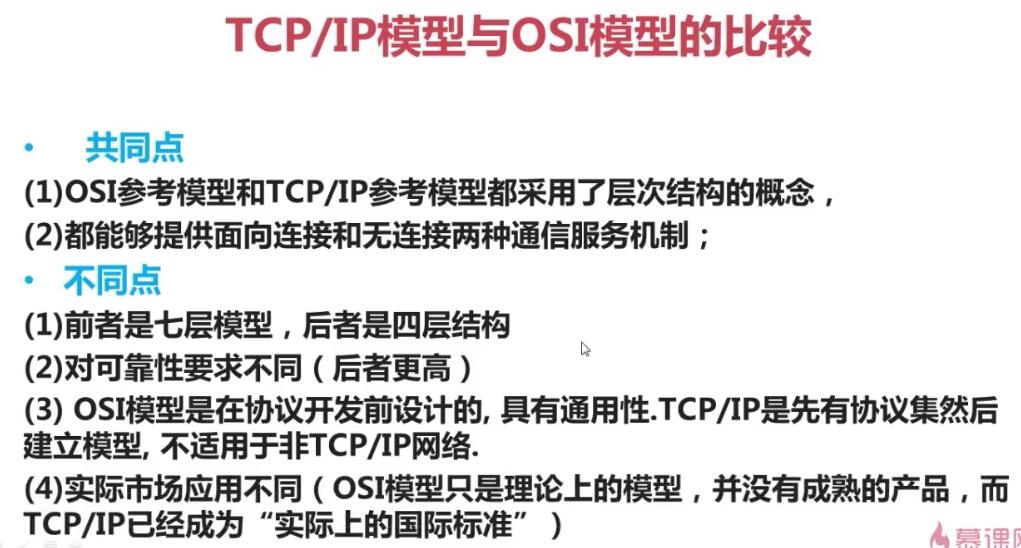 TCP/IP模型与OSI模型的比较
• 共同点
(1)OSI参考模型和TCP/IP参考模型都采用了层次结构的概念，
(2)都能够提供面向连接和无连接两种通信服务机制；
• 不同点
(1)前者是七层模型，后者是四层结构
(2)对可靠性要求不同（后者更高）
(3) OSI模型是在协议开发前设计的, 具有通用性.TCP/IP是先有协议集然后
建立模型, 不适用于非TCP/IP网络.
(4)实际市场应用不同（OSI模型只是理论上的模型，并没有成熟的产品，而
TCP/IP已经成为“实际上的国际标准”）
慕课网